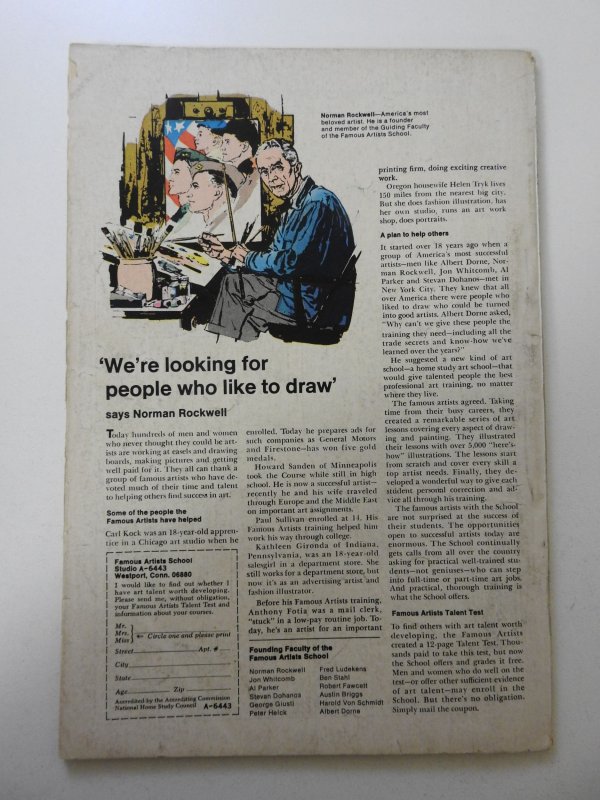 Norman Rockwell—America's most
beloved artist. He is a founder
and member of the Guiding Faculty
of the Famous Artists School.
'We're looking for
people who like to draw'
says Norman Rockwell
Today hundreds of men and women
who never thought they could be art-
ists are working at easels and drawing
boards, making pictures and getting
well paid for it. They all can thank a
group of famous artists who have de-
voted much of their time and talent
to helping others find success in art.
Some of the people the
Famous Artists have helped
Carl Kock was an 18-year-old appren-
tice in a Chicago art studio when he
enrolled. Today he prepares ads for
such companies as General Motors
and Firestone—has won five gold
medals.
Howard Sanden of Minneapolis
took the Course while still in high
school. He is now a successful artist—
recently he and his wife traveled
through Europe and the Middle East
on important art assignments.
Paul Sullivan enrolled at 14. His
Famous Artists training helped him
work his way through college.
Kathleen Gironda of Indiana,
Pennsylvania, was an 18-year-old
salesgirl in a department store. She
still works for a department store, but
now it's as an advertising artist and
fashion illustrator.
Before his Famous Artists training,
Anthony Fotia was a mail clerk,
"stuck" in a low-pay routine job. To-
day, he's an artist for an important
printing firm, doing exciting creative
work.
Oregon housewife Helen Tryk lives
150 miles from the nearest big city.
But she does fashion illustration, has
her own studio, runs an art work
shop, does portraits.
A plan to help others
It started over 18 years ago when a
group of America's most successful
artists—men like Albert Dorne, Nor-
man Rockwell, Jon Whitcomb, Al
Parker and Stevan Dohanos—met in
New York City. They knew that all
over America there were people who
liked to draw who could be turned
into good artists. Albert Dorne asked,
"Why can't we give these people the
training they need—including all the
trade secrets and know-how we've
learned over the years?"
He suggested a new kind of art
school—a home study art school—that
would give talented people the best
professional art training, no matter
where they live.
The famous artists agreed. Taking
time from their busy careers, they
created a remarkable series of art
lessons covering every aspect of draw-
ing and painting. They illustrated
their lessons with over 5,000 "here's-
how" illustrations. The lessons start
from scratch and cover every skill a
top artist needs. Finally, they de-
veloped a wonderful way to give each
student personal correction and ad-
vice all through his training.
The famous artists with the School
are not surprised at the success of
their students. The opportunities
open to successful artists today are
enormous. The School continually
gets calls from all over the country
asking for practical well-trained stu-
dents—not geniuses—who can step
into full-time or part-time art jobs.
And practical, thorough training is
what the School offers.
Famous Artists Talent Test
To find others with art talent worth
developing, the Famous Artists
created a 12-page Talent Test. Thou-
sands paid to take this test, but now
the School offers and grades it free.
Men and women who do well on the
test—or offer other sufficient evidence
of art talent—may enroll in the
School. But there's no obligation.
Simply mail the coupon.
Famous Artists School
Studio A-6443
Westport, Conn. 06880
I would like to find out whether I
have art talent worth developing.
Please send me, without obligation,
your Famous Artists Talent Test and
information about your courses.
Mr.
Mrs. ← Circle one and please print
Miss
Street Apt. #
City
State
Age Zip
Accredited by the Accrediting Commission
National Home Study Council A-6443
Founding Faculty of the
Famous Artists School
Norman Rockwell
Jon Whitcomb
Al Parker
Stevan Dohanos
George Giusti
Peter Helck
Fred Ludekens
Ben Stahl
Robert Fawcett
Austin Briggs
Harold Von Schmidt
Albert Dorne